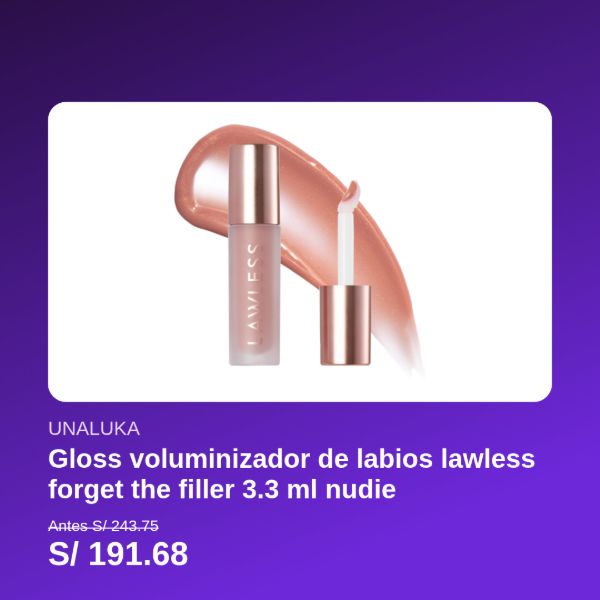 LAWLESS
UNALUKA
Gloss voluminizador de labios lawless
forget the filler 3.3 ml nudie
Antes S/ 243.75
S/ 191.68